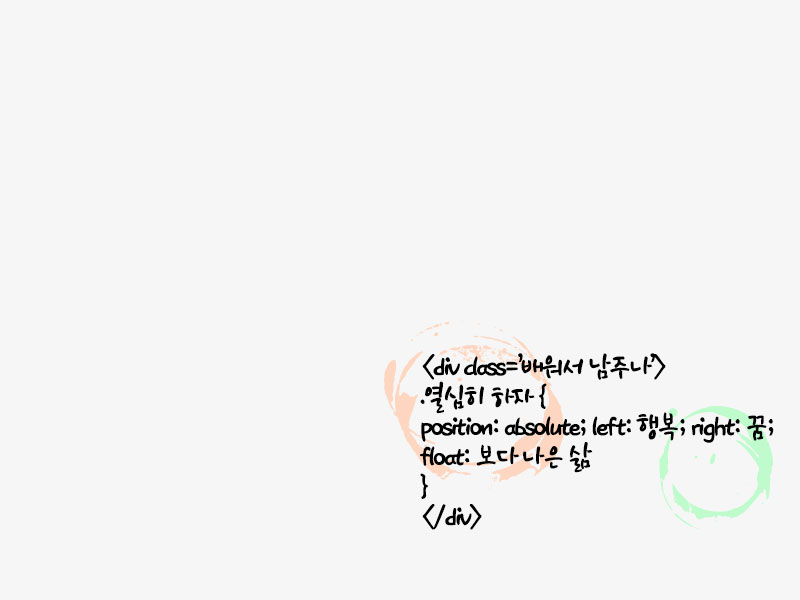 <div class='배워서 남주나'>
.열심히 하자 {
position: absolute; left: 행복; right: 꿈;
float: 보다 나은 삶
}
</div>